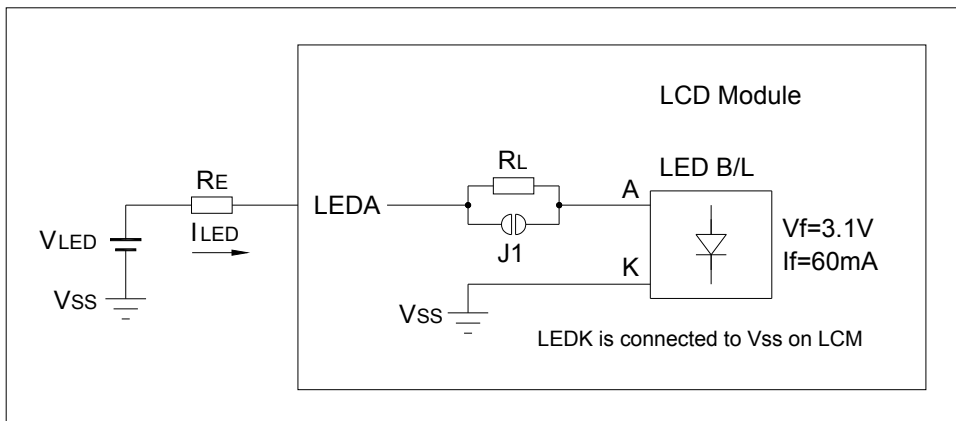 LCD Module
RL
LED B/L
RE
LEDA
A
VLED
ILED
J1
Vf=3.1V
If=60mA
K
VSS
VSS
LEDK is connected to Vss on LCM